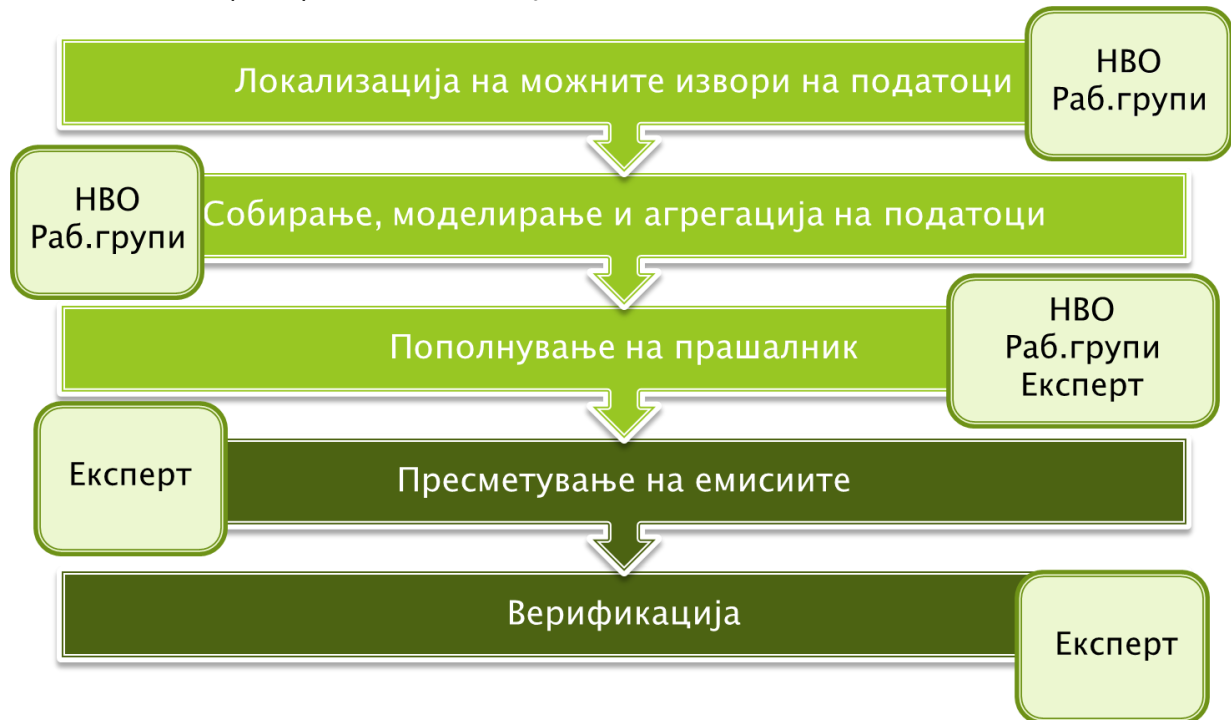 Локализација на можните извори на податоци
НВО
Раб.групи
НВО
Раб.групи
Собирање, моделирање и агрегација на податоци
Пополнување на прашалник
НВО
Раб.групи
Експерт
Експерт
Пресметување на емисиите
Верификација
Експерт